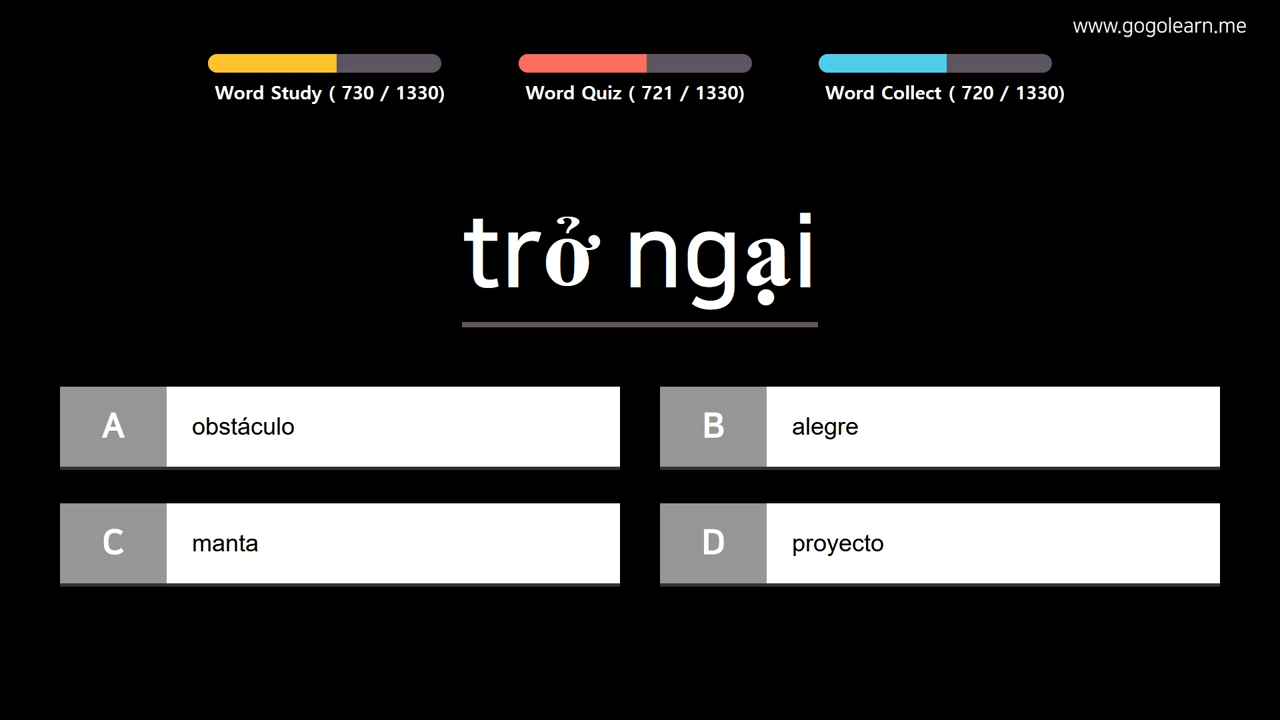 www.gogolearn.me
Word Study ( 730 / 1330)
Word Quiz ( 721 / 1330)
Word Collect ( 720 / 1330)
trở ngại
A obstáculo
B alegre
C manta
D proyecto